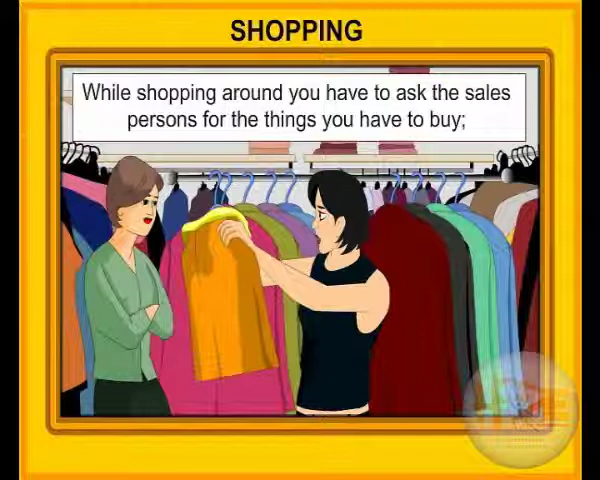 SHOPPING
While shopping around you have to ask the sales
persons for the things you have to buy;